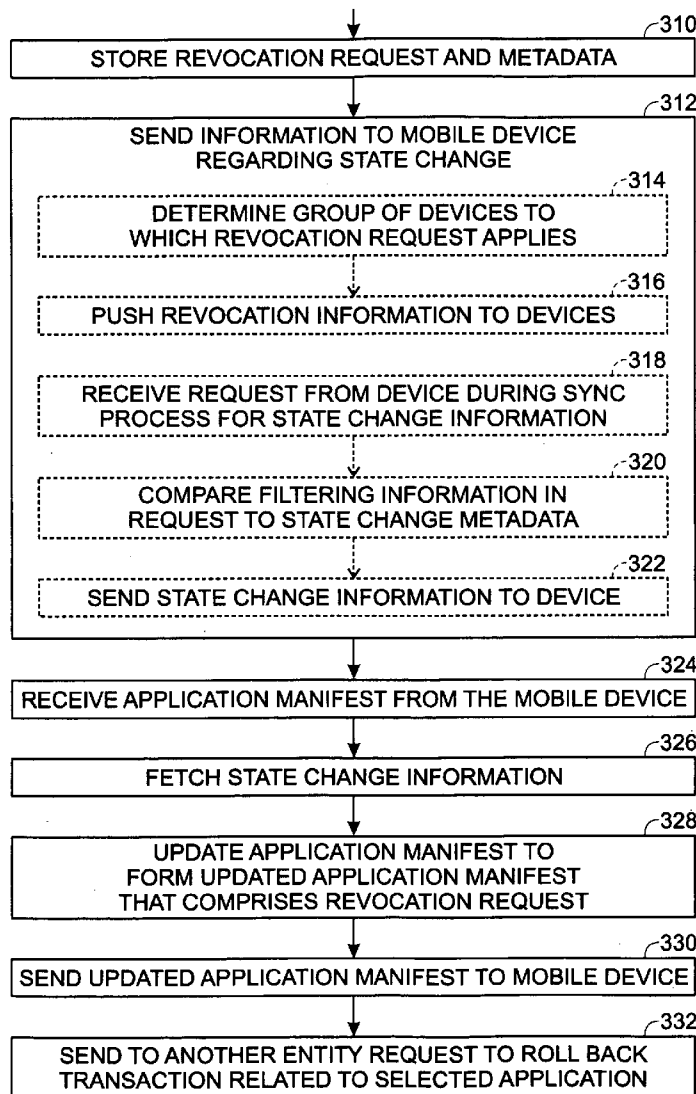 310
STORE REVOCATION REQUEST AND METADATA
312
SEND INFORMATION TO MOBILE DEVICE
REGARDING STATE CHANGE
314
DETERMINE GROUP OF DEVICES TO
WHICH REVOCATION REQUEST APPLIES
316
PUSH REVOCATION INFORMATION TO DEVICES
318
RECEIVE REQUEST FROM DEVICE DURING SYNC
PROCESS FOR STATE CHANGE INFORMATION
320
COMPARE FILTERING INFORMATION IN
REQUEST TO STATE CHANGE METADATA
322
SEND STATE CHANGE INFORMATION TO DEVICE
324
RECEIVE APPLICATION MANIFEST FROM THE MOBILE DEVICE
326
FETCH STATE CHANGE INFORMATION
328
UPDATE APPLICATION MANIFEST TO
FORM UPDATED APPLICATION MANIFEST
THAT COMPRISES REVOCATION REQUEST
330
SEND UPDATED APPLICATION MANIFEST TO MOBILE DEVICE
332
SEND TO ANOTHER ENTITY REQUEST TO ROLL BACK
TRANSACTION RELATED TO SELECTED APPLICATION